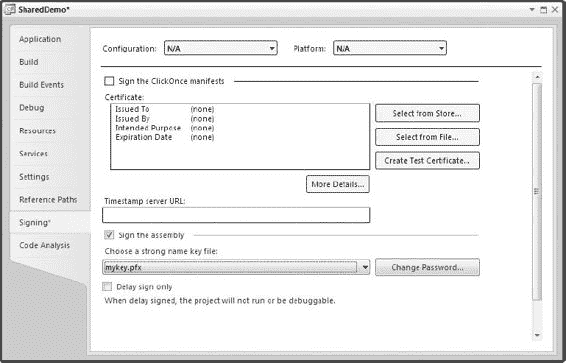 SharedDemo*
Application
Build
Build Events
Debug
Resources
Services
Settings
Reference Paths
Signing*
Code Analysis
Configuration: N/A Platform: N/A
Sign the ClickOnce manifests
Certificate:
Issued To (none)
Issued By (none)
Intended Purpose (none)
Expiration Date (none)
Select from Store...
Select from File...
Create Test Certificate...
More Details...
Timestamp server URL:
Sign the assembly
Choose a strong name key file:
mykey.pfx
Change Password...
Delay sign only
When delay signed, the project will not run or be debuggable.